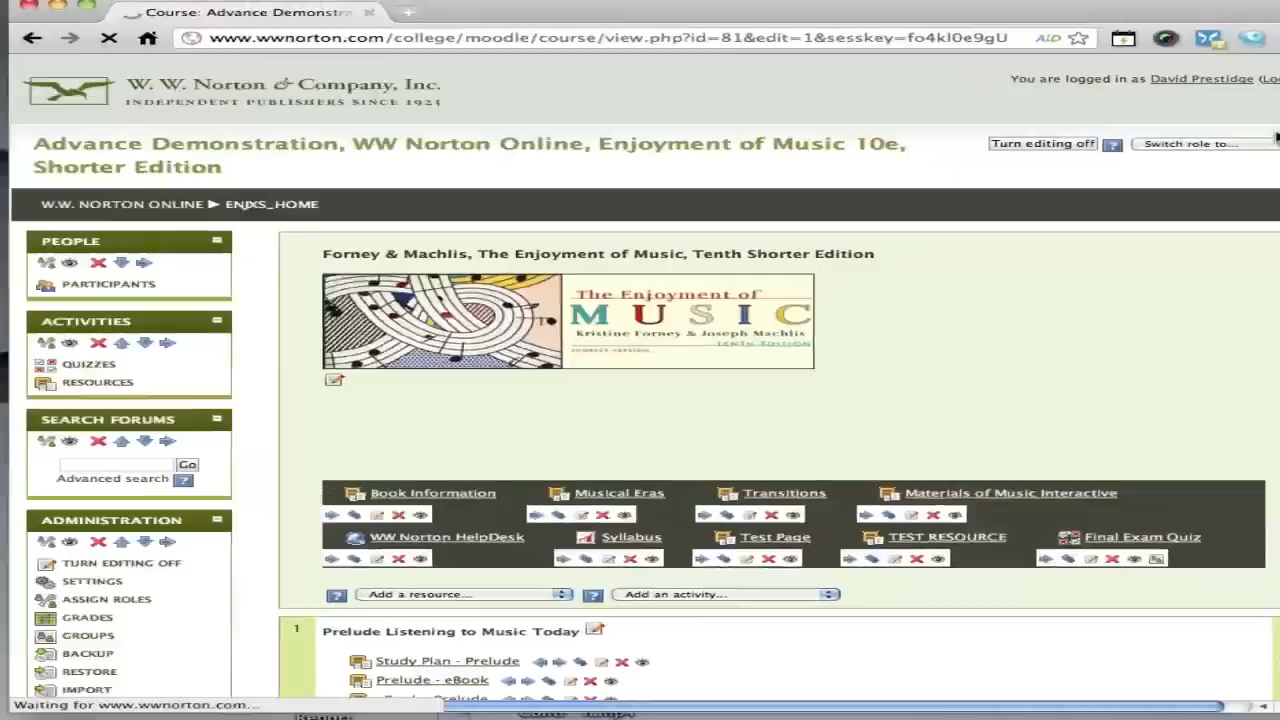 Course: Advance Demonstra
www.wwnorton.com/college/moodle/course/view.php?id=81&edit=1&sesskey=fo4kl0e9gU
W. W. Norton & Company, Inc.
INDEPENDENT PUBLISHERS SINCE 1923
You are logged in as David Prestidge (Lo
Advance Demonstration, WW Norton Online, Enjoyment of Music 10e,
Shorter Edition
Turn editing off ? Switch role to...
W.W. NORTON ONLINE ► ENJXS_HOME
PEOPLE
PARTICIPANTS
ACTIVITIES
QUIZZES
RESOURCES
SEARCH FORUMS
Go
Advanced search ?
ADMINISTRATION
TURN EDITING OFF
SETTINGS
ASSIGN ROLES
GRADES
GROUPS
BACKUP
RESTORE
IMPORT
Forney & Machlis, The Enjoyment of Music, Tenth Shorter Edition
The Enjoyment of
MUSIC
Kristine Forney & Joseph Machlis
TENTH EDITION
Book Information Musical Eras Transitions Materials of Music Interactive
WW Norton HelpDesk Syllabus Test Page TEST RESOURCE Final Exam Quiz
? Add a resource... ? Add an activity...
1 Prelude Listening to Music Today
Study Plan - Prelude
Prelude - eBook
Waiting for www.wwnorton.com...